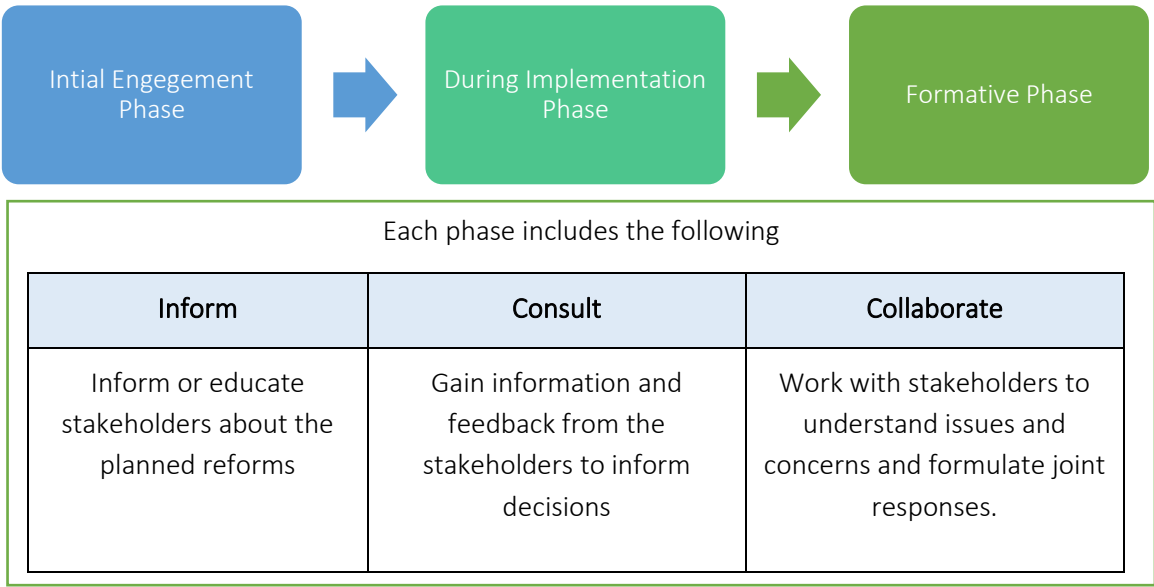 Intial Engegement
Phase
During Implementation
Phase
Formative Phase
Each phase includes the following
Inform
Consult
Collaborate
Inform or educate
stakeholders about the
planned reforms
Gain information and
feedback from the
stakeholders to inform
decisions
Work with stakeholders to
understand issues and
concerns and formulate joint
responses.